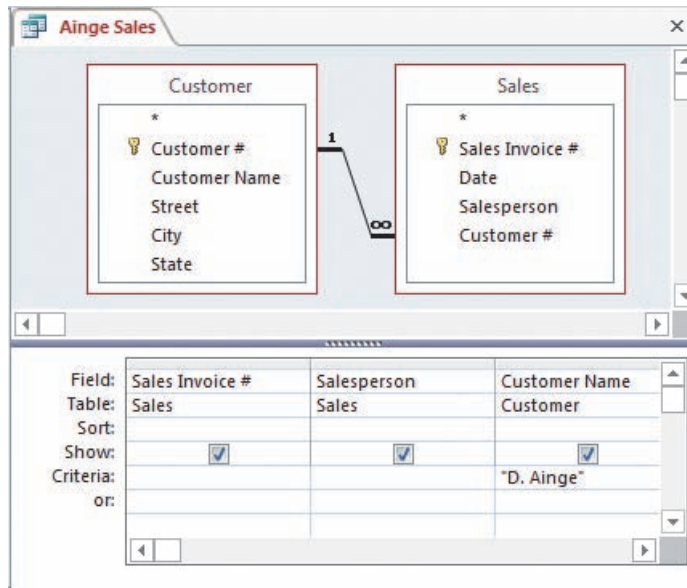 Ainge Sales
Customer
*
Customer #
Customer Name
Street
City
State
1
∞
Sales
*
Sales Invoice #
Date
Salesperson
Customer #
Field: Sales Invoice # Salesperson Customer Name
Table: Sales Sales Customer
Sort:
Show:
Criteria: "D. Ainge"
or: